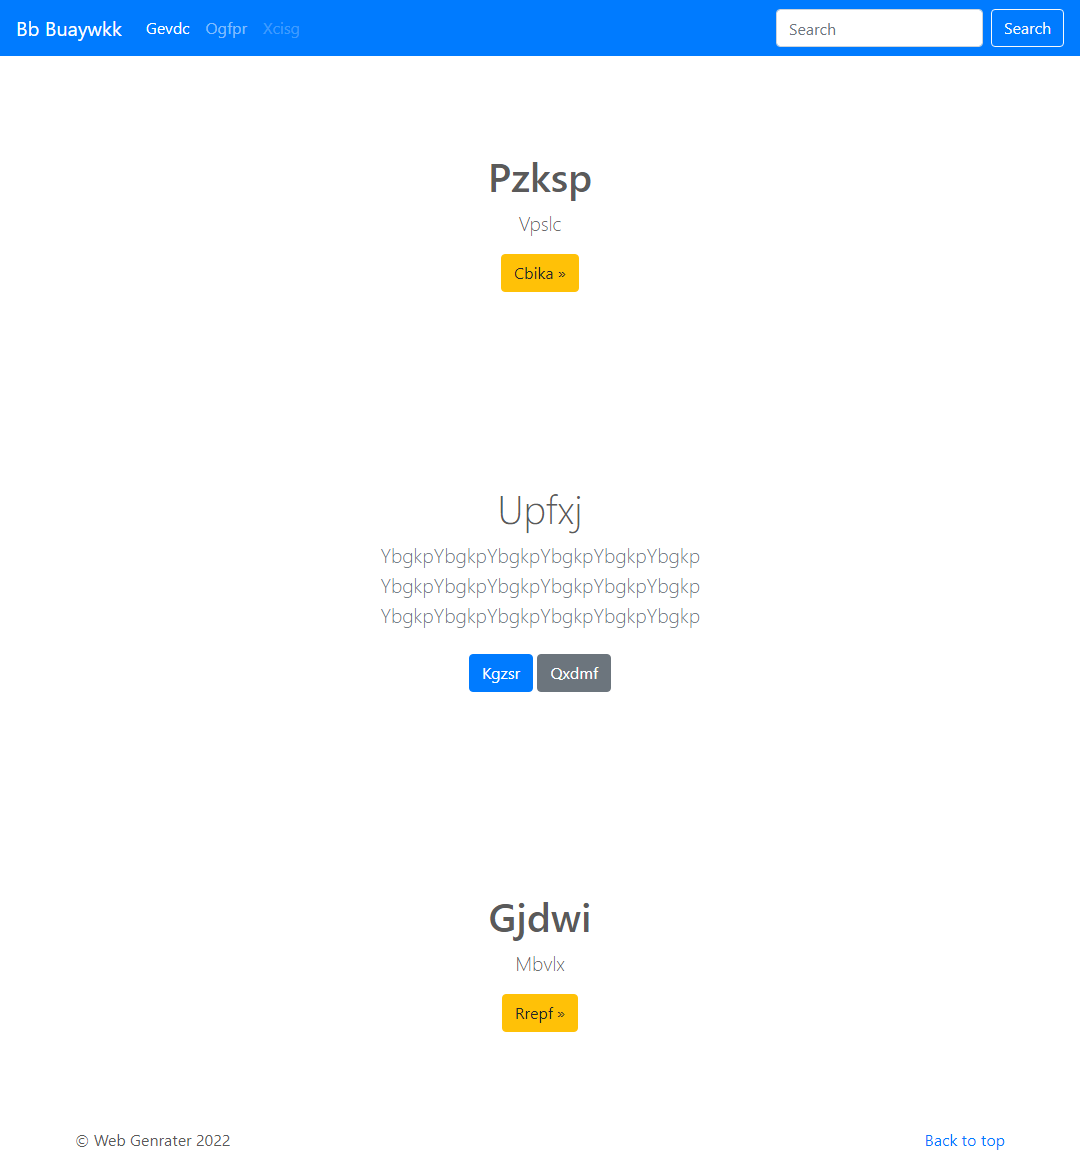 Bb Buaywkk Gevdc Ogfpr Xcisg Search Search
Pzksp
Vpslc
Cbika »
Upfxj
YbgkpYbgkpYbgkpYbgkpYbgkpYbgkp
YbgkpYbgkpYbgkpYbgkpYbgkpYbgkp
YbgkpYbgkpYbgkpYbgkpYbgkpYbgkp
Kgzsr Qxdmf
Gjdwi
Mbvlx
Rrepf »
© Web Genrater 2022 Back to top